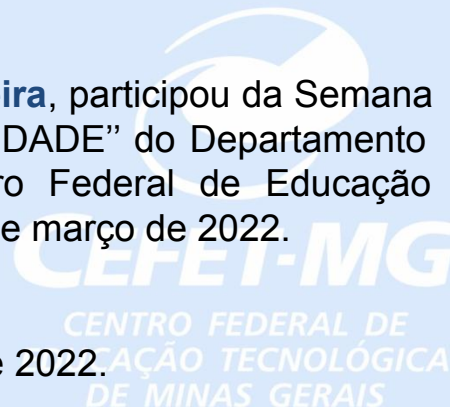 ira, participou da Semana
DADE’’ do Departamento
ro Federal de Educação
e março de 2022.
CEFET-MG
CENTRO FEDERAL DE
e 2022.
EDUCAÇÃO TECNOLÓGICA
DE MINAS GERAIS